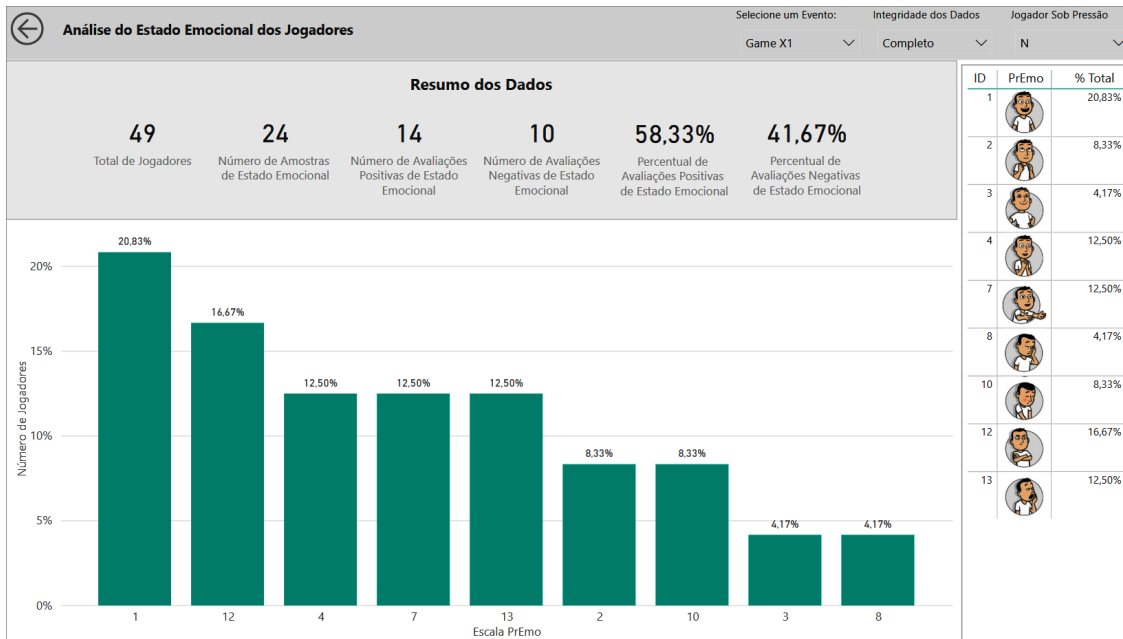 Análise do Estado Emocional dos Jogadores
Selecione um Evento:
Game X1
Integridade dos Dados
Completo
Jogador Sob Pressão
N
Resumo dos Dados
49
Total de Jogadores
24
Número de Amostras
de Estado Emocional
14
Número de Avaliações
Positivas de Estado
Emocional
10
Número de Avaliações
Negativas de Estado
Emocional
58,33%
Percentual de
Avaliações Positivas
de Estado Emocional
41,67%
Percentual de
Avaliações Negativas
de Estado Emocional
ID PrEmo % Total
1 20,83%
2 8,33%
3 4,17%
4 12,50%
7 12,50%
8 4,17%
10 8,33%
12 16,67%
13 12,50%
Número de Jogadores
20%
15%
10%
5%
0%
20,83%
16,67%
12,50%
12,50%
12,50%
8,33%
8,33%
4,17%
4,17%
1 12 4 7 13 2 10 3 8
Escala PrEmo